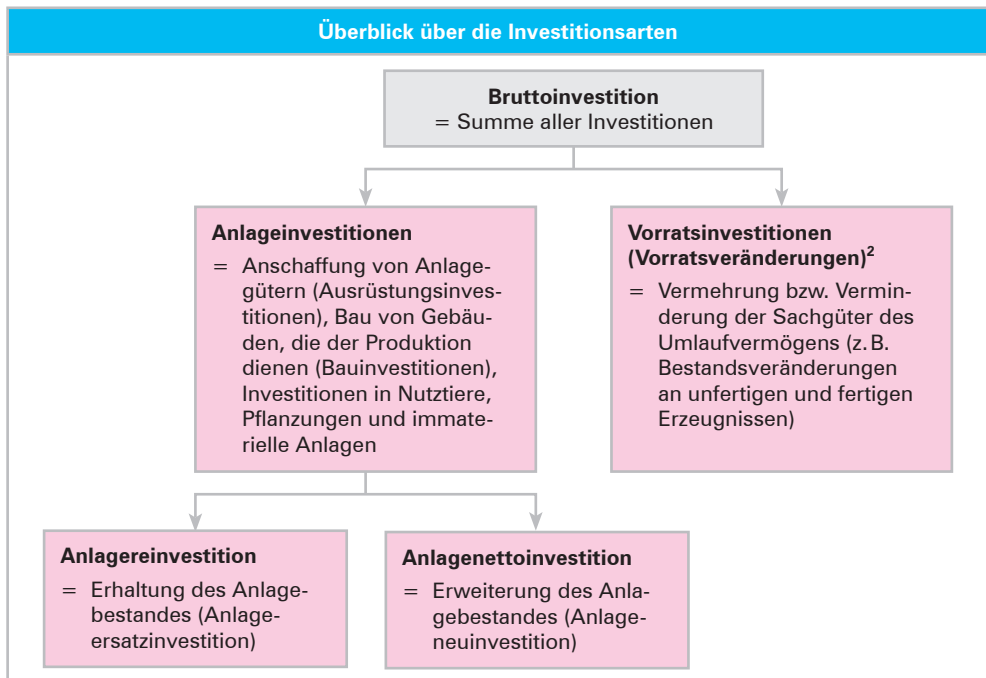 Überblick über die Investitionsarten
Bruttoinvestition
= Summe aller Investitionen
Anlageinvestitionen
= Anschaffung von Anlage-
gütern (Ausrüstungsinves-
titionen), Bau von Gebäu-
den, die der Produktion
dienen (Bauinvestitionen),
Investitionen in Nutztiere,
Pflanzungen und immate-
rielle Anlagen
Vorratsinvestitionen
(Vorratsveränderungen)²
= Vermehrung bzw. Vermin-
derung der Sachgüter des
Umlaufvermögens (z. B.
Bestandsveränderungen
an unfertigen und fertigen
Erzeugnissen)
Anlagereinvestition
= Erhaltung des Anlage-
bestandes (Anlage-
ersatzinvestition)
Anlagenettoinvestition
= Erweiterung des Anla-
gebestandes (Anlage-
neuinvestition)